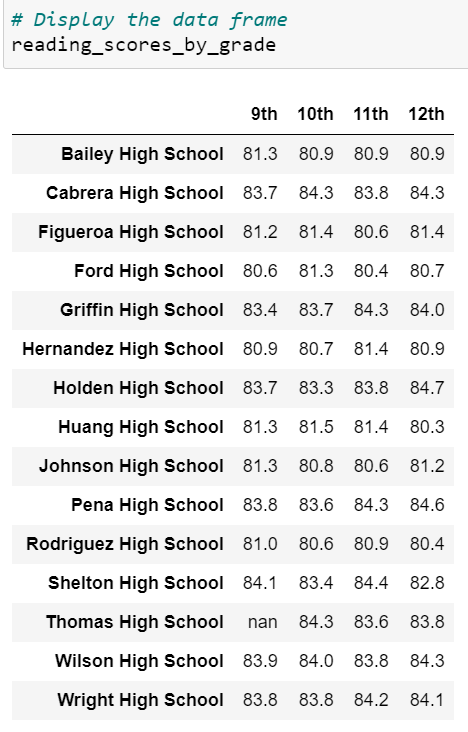 # Display the data frame
reading_scores_by_grade
9th 10th 11th 12th
Bailey High School 81.3 80.9 80.9 80.9
Cabrera High School 83.7 84.3 83.8 84.3
Figueroa High School 81.2 81.4 80.6 81.4
Ford High School 80.6 81.3 80.4 80.7
Griffin High School 83.4 83.7 84.3 84.0
Hernandez High School 80.9 80.7 81.4 80.9
Holden High School 83.7 83.3 83.8 84.7
Huang High School 81.3 81.5 81.4 80.3
Johnson High School 81.3 80.8 80.6 81.2
Pena High School 83.8 83.6 84.3 84.6
Rodriguez High School 81.0 80.6 80.9 80.4
Shelton High School 84.1 83.4 84.4 82.8
Thomas High School nan 84.3 83.6 83.8
Wilson High School 83.9 84.0 83.8 84.3
Wright High School 83.8 83.8 84.2 84.1